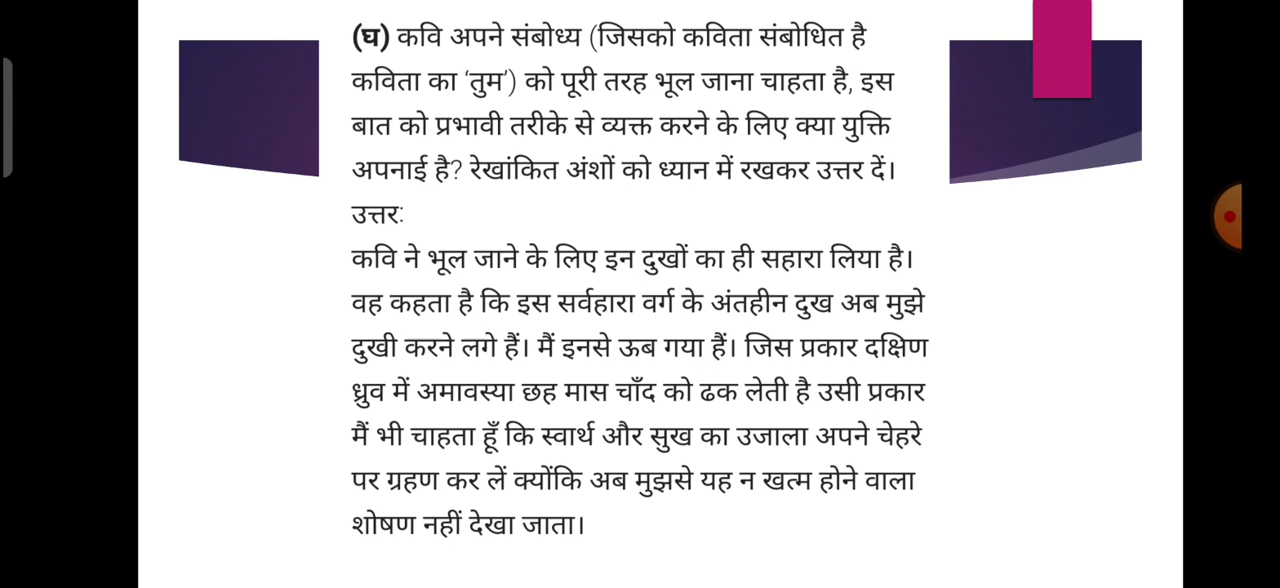 (घ) कवि अपने संबोध्य (जिसको कविता संबोधित है
कविता का ‘तुम’) को पूरी तरह भूल जाना चाहता है, इस
बात को प्रभावी तरीके से व्यक्त करने के लिए क्या युक्ति
अपनाई है? रेखांकित अंशों को ध्यान में रखकर उत्तर दें।
उत्तर:
कवि ने भूल जाने के लिए इन दुखों का ही सहारा लिया है।
वह कहता है कि इस सर्वहारा वर्ग के अंतहीन दुख अब मुझे
दुखी करने लगे हैं। मैं इनसे ऊब गया हैं। जिस प्रकार दक्षिण
ध्रुव में अमावस्या छह मास चाँद को ढक लेती है उसी प्रकार
मैं भी चाहता हूँ कि स्वार्थ और सुख का उजाला अपने चेहरे
पर ग्रहण कर लें क्योंकि अब मुझसे यह न खत्म होने वाला
शोषण नहीं देखा जाता।